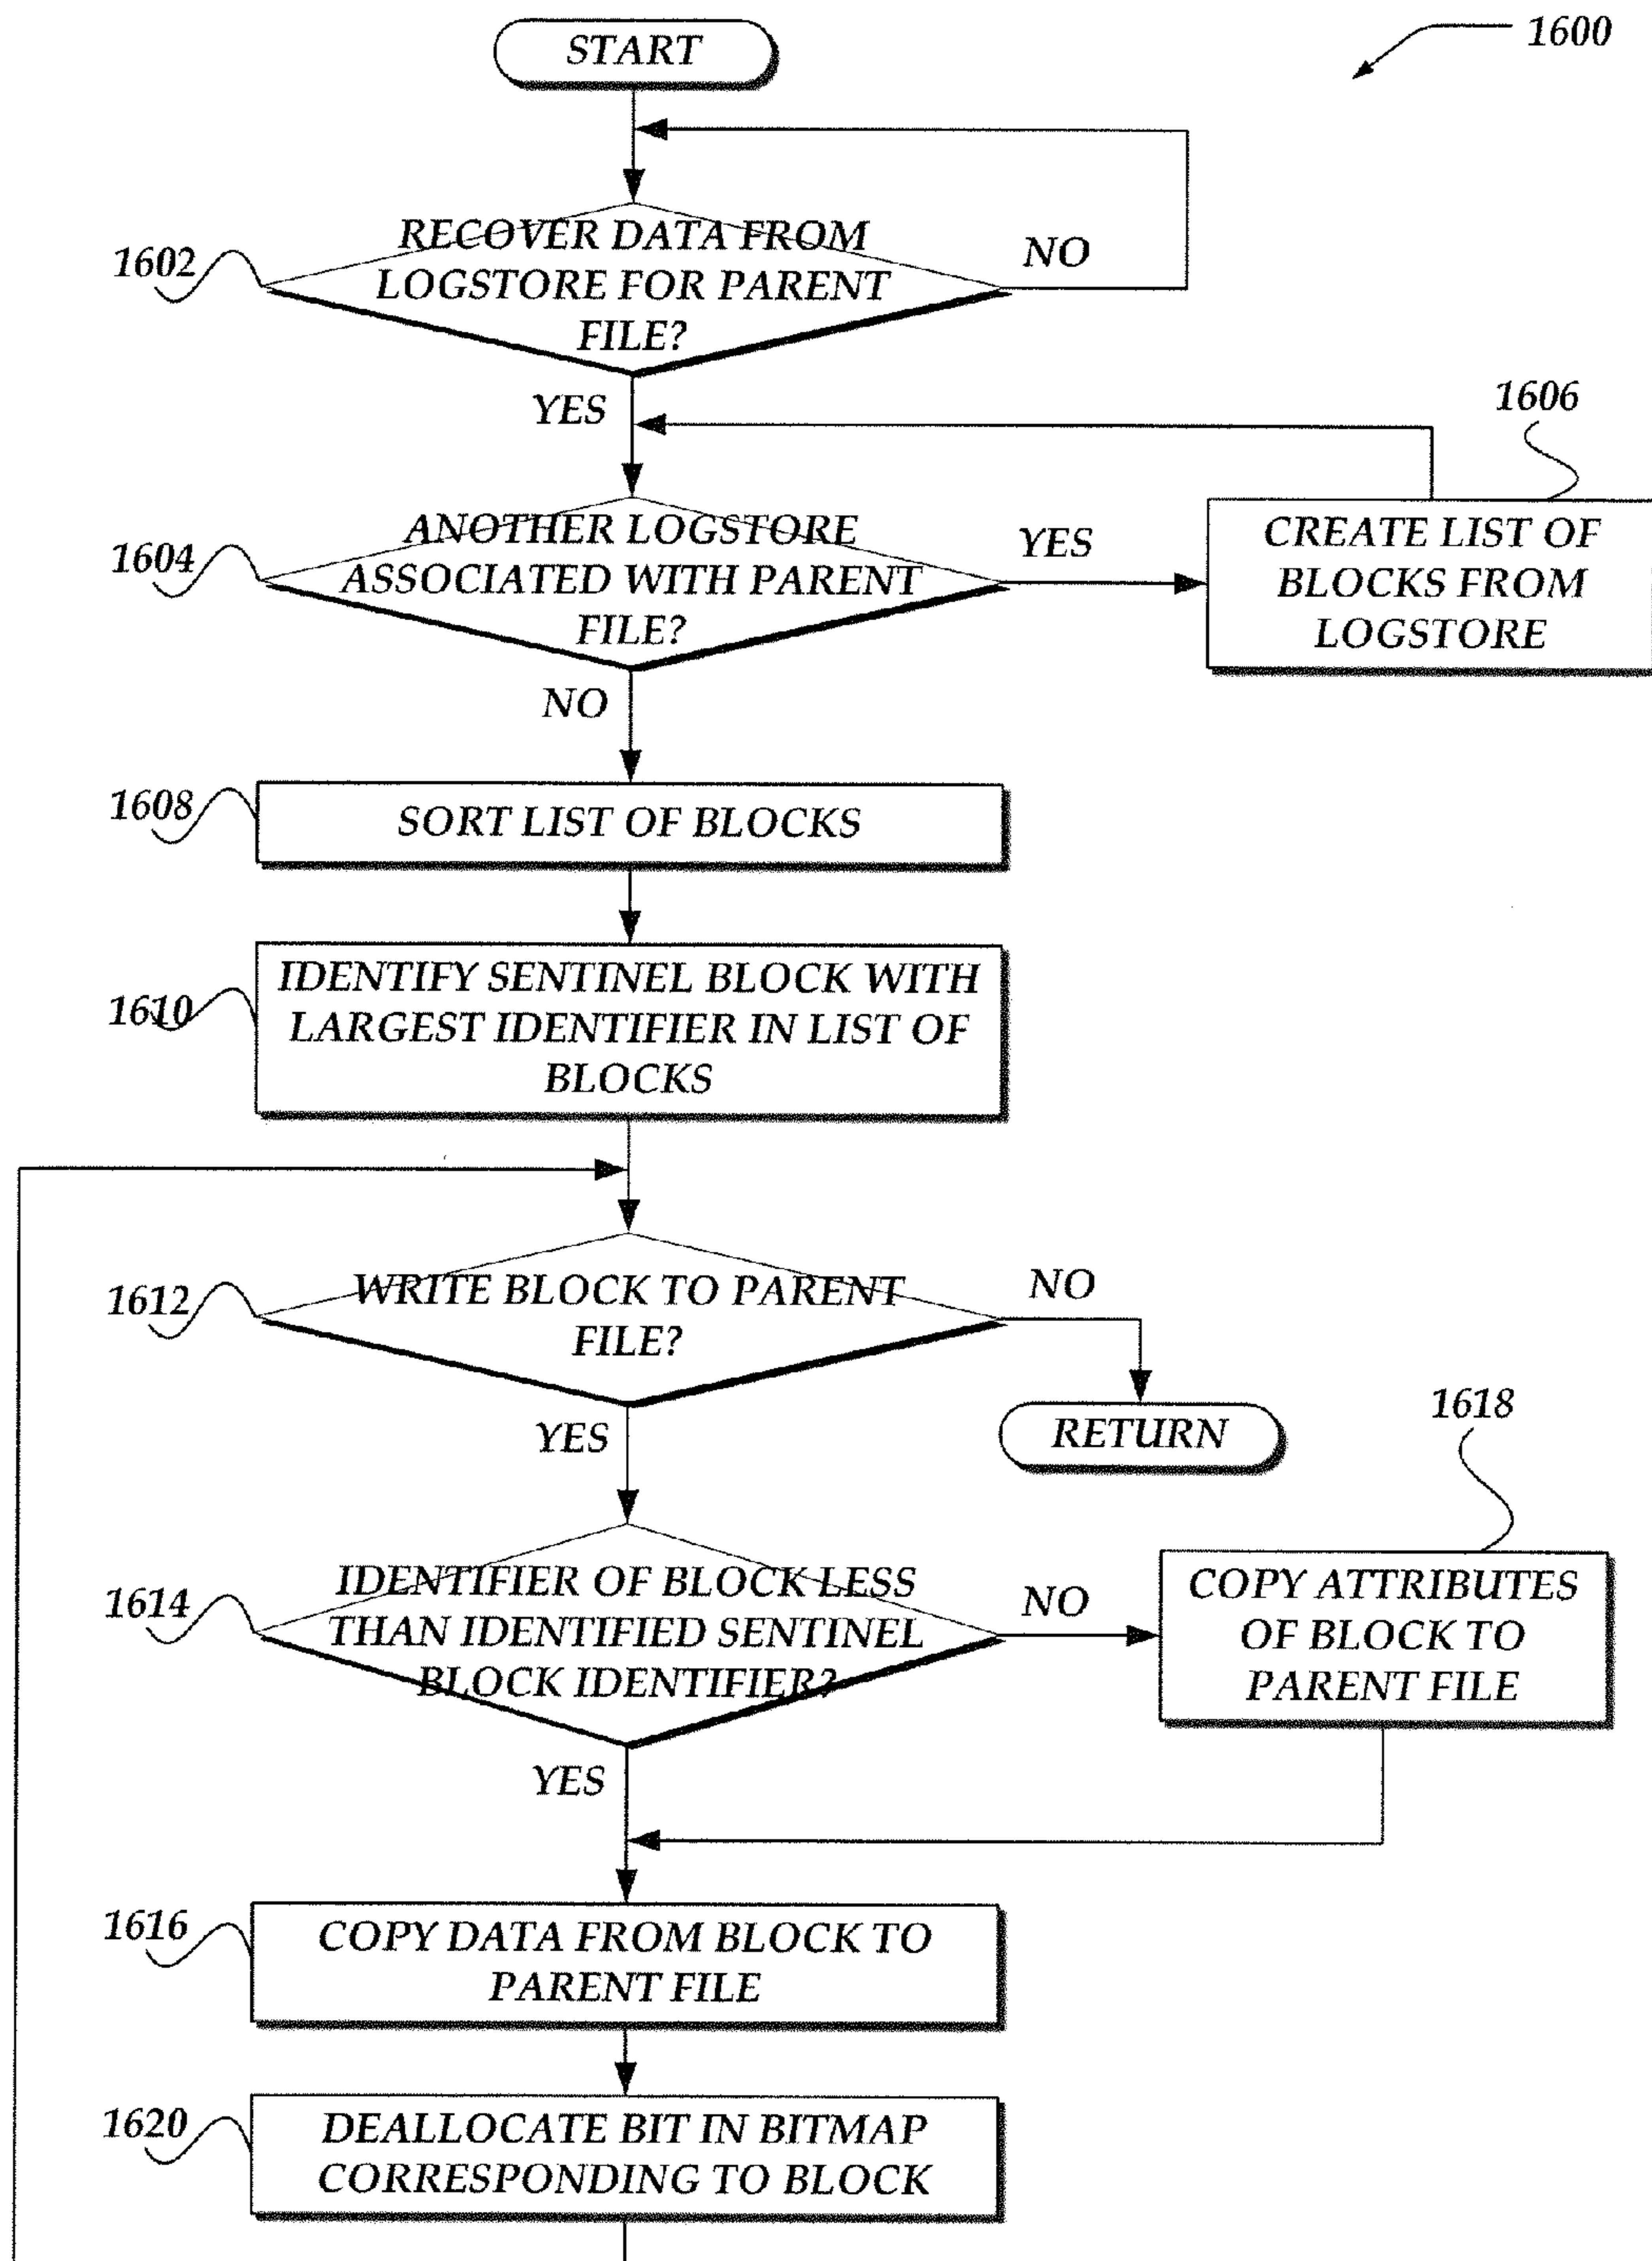 START
1600
RECOVER DATA FROM
1602
NO
LOGSTORE FOR PARENT
FILE?
YES
1606
ANOTHER LOGSTORE
1604
YES
ASSOCIATED WITH PARENT
FILE?
CREATE LIST OF
BLOCKS FROM
LOGSTORE
NO
1608
SORT LIST OF BLOCKS
1610
IDENTIFY SENTINEL BLOCK WITH
LARGEST IDENTIFIER IN LIST OF
BLOCKS
1612
WRITE BLOCK TO PARENT
FILE?
NO
RETURN
YES
1618
1614
IDENTIFIER OF BLOCK LESS
THAN IDENTIFIED SENTINEL
BLOCK IDENTIFIER?
NO
COPY ATTRIBUTES
OF BLOCK TO
PARENT FILE
YES
1616
COPY DATA FROM BLOCK TO
PARENT FILE
1620
DEALLOCATE BIT IN BITMAP
CORRESPONDING TO BLOCK